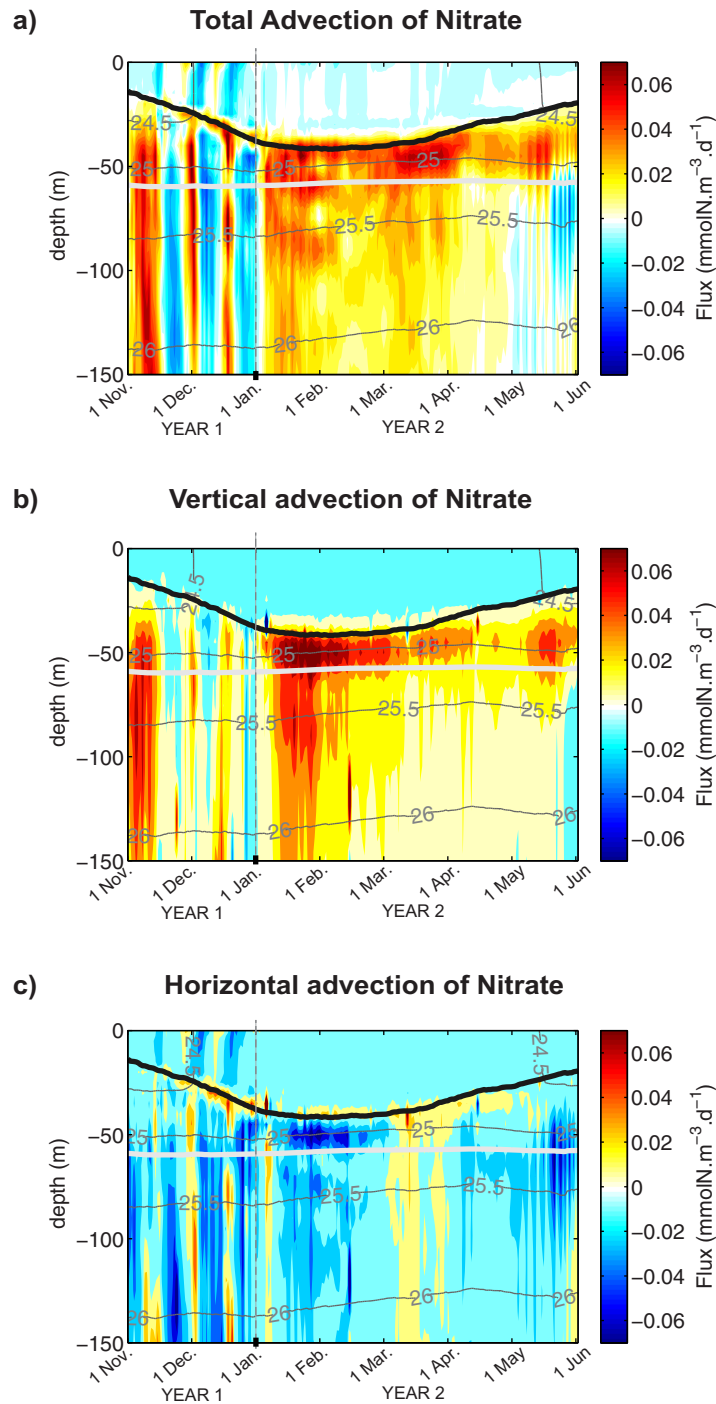 a)
Total Advection of Nitrate
0
−50
−100
−150
depth (m)
24.5
25
25
25.5
25.5
25.5
26
26
26
26
1 Nov.
1 Dec.
1 Jan.
1 Feb.
1 Mar.
1 Apr.
1 May
1 Jun
YEAR 1
YEAR 2
0.06
0.04
0.02
0
−0.02
−0.04
−0.06
Flux (mmolN.m−3.d−1)
b)
Vertical advection of Nitrate
0
−50
−100
−150
depth (m)
24.5
24.5
25
25
25
25.5
25.5
25.5
26
26
26
26
1 Nov.
1 Dec.
1 Jan.
1 Feb.
1 Mar.
1 Apr.
1 May
1 Jun
YEAR 1
YEAR 2
0.06
0.04
0.02
0
−0.02
−0.04
−0.06
Flux (mmolN.m−3.d−1)
c)
Horizontal advection of Nitrate
0
−50
−100
−150
depth (m)
24.5
24.5
25
25
25
25.5
25.5
25.5
26
26
26
26
1 Nov.
1 Dec.
1 Jan.
1 Feb.
1 Mar.
1 Apr.
1 May
1 Jun
YEAR 1
YEAR 2
0.06
0.04
0.02
0
−0.02
−0.04
−0.06
Flux (mmolN.m−3.d−1)